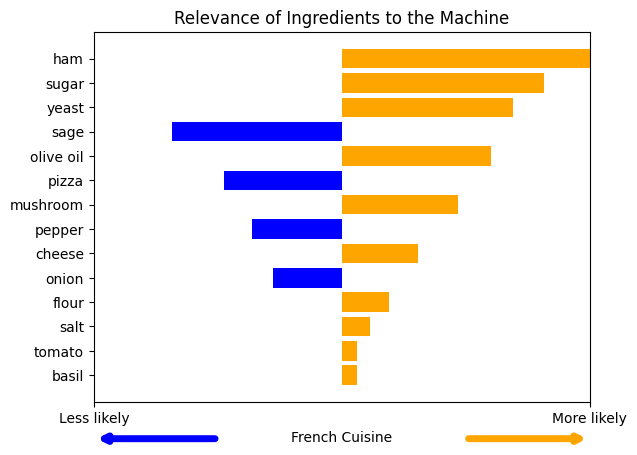 Relevance of Ingredients to the Machine
ham
sugar
yeast
sage
olive oil
pizza
mushroom
pepper
cheese
onion
flour
salt
tomato
basil
Less likely
More likely
French Cuisine